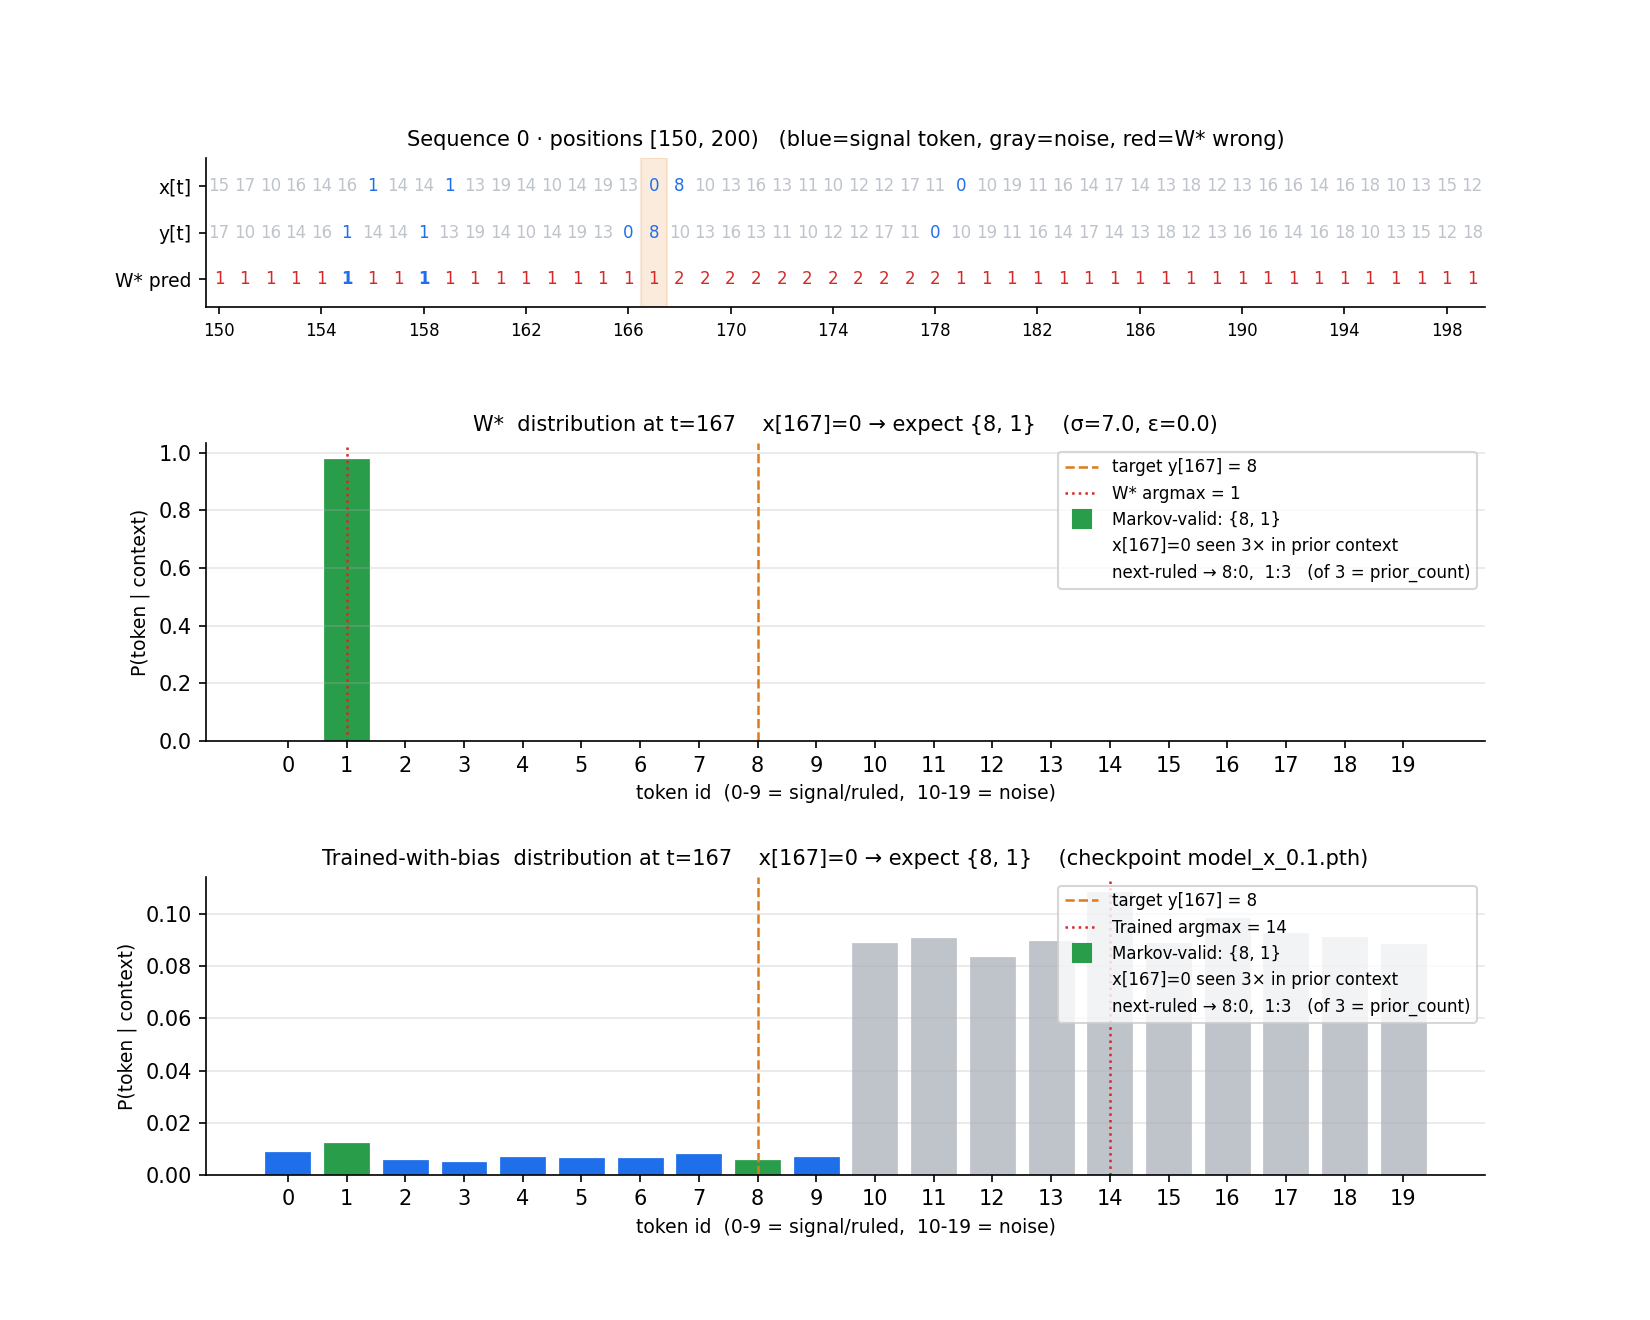 Sequence 0 · positions [150, 200)   (blue=signal token, gray=noise, red=W* wrong)
x[t] 15 17 10 16 14 16 1 14 14 1 13 19 14 10 14 19 13 0 8 10 13 16 13 11 10 12 12 17 11 0 10 19 11 16 14 17 14 13 18 12 13 16 16 14 16 18 10 13 15 12
y[t] 17 10 16 14 16 1 14 14 1 13 19 14 10 14 19 13 0 8 10 13 16 13 11 10 12 12 17 11 0 10 19 11 16 14 17 14 13 18 12 13 16 16 14 16 18 10 13 15 12 18
W* pred 1 1 1 1 1 1 1 1 1 1 1 1 1 1 1 1 1 1 2 2 2 2 2 2 2 2 2 2 2 1 1 1 1 1 1 1 1 1 1 1 1 1 1 1 1 1 1 1 1 1
150 154 158 162 166 170 174 178 182 186 190 194 198
W*  distribution at t=167    x[167]=0 → expect {8, 1}    (σ=7.0, ε=0.0)
P(token | context)
1.0
0.8
0.6
0.4
0.2
0.0
target y[167] = 8
W* argmax = 1
Markov-valid: {8, 1}
x[167]=0 seen 3× in prior context
next-ruled → 8:0,  1:3   (of 3 = prior_count)
0 1 2 3 4 5 6 7 8 9 10 11 12 13 14 15 16 17 18 19
token id  (0-9 = signal/ruled,  10-19 = noise)
Trained-with-bias  distribution at t=167    x[167]=0 → expect {8, 1}    (checkpoint model_x_0.1.pth)
P(token | context)
0.10
0.08
0.06
0.04
0.02
0.00
target y[167] = 8
Trained argmax = 14
Markov-valid: {8, 1}
x[167]=0 seen 3× in prior context
next-ruled → 8:0,  1:3   (of 3 = prior_count)
0 1 2 3 4 5 6 7 8 9 10 11 12 13 14 15 16 17 18 19
token id  (0-9 = signal/ruled,  10-19 = noise)